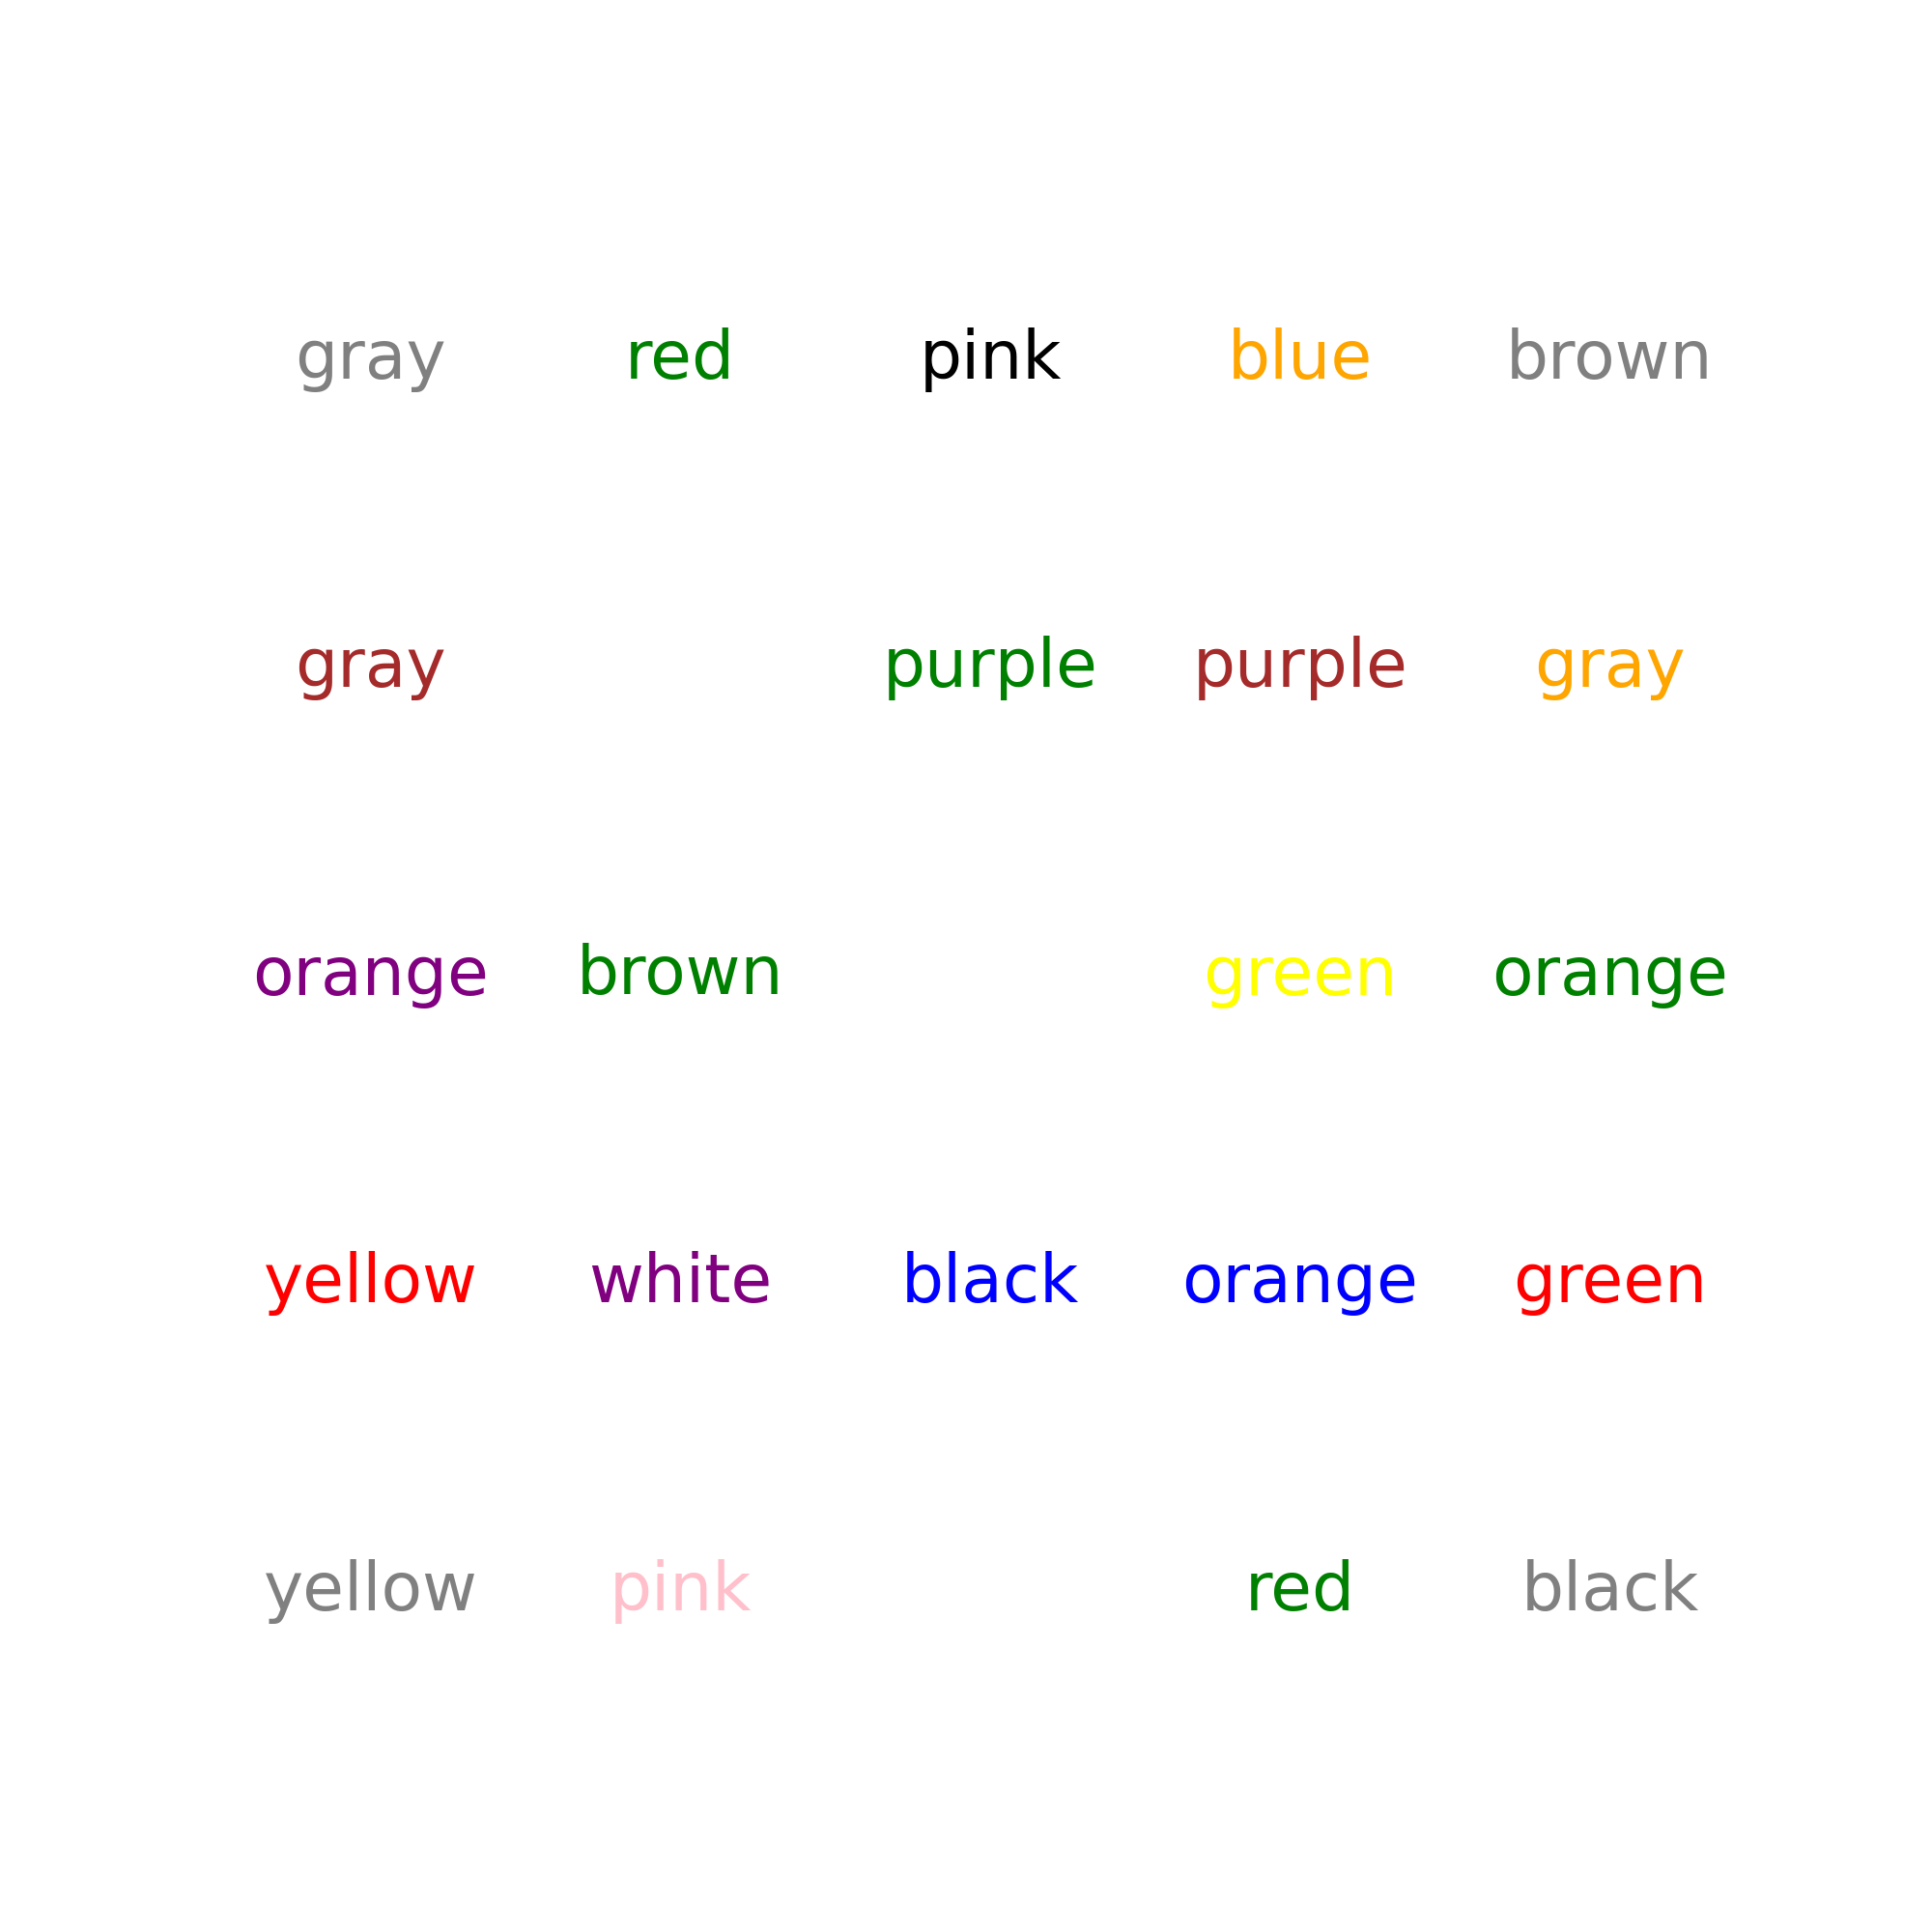 gray red pink blue brown
gray purple purple gray
orange brown green orange
yellow white black orange green
yellow pink red black